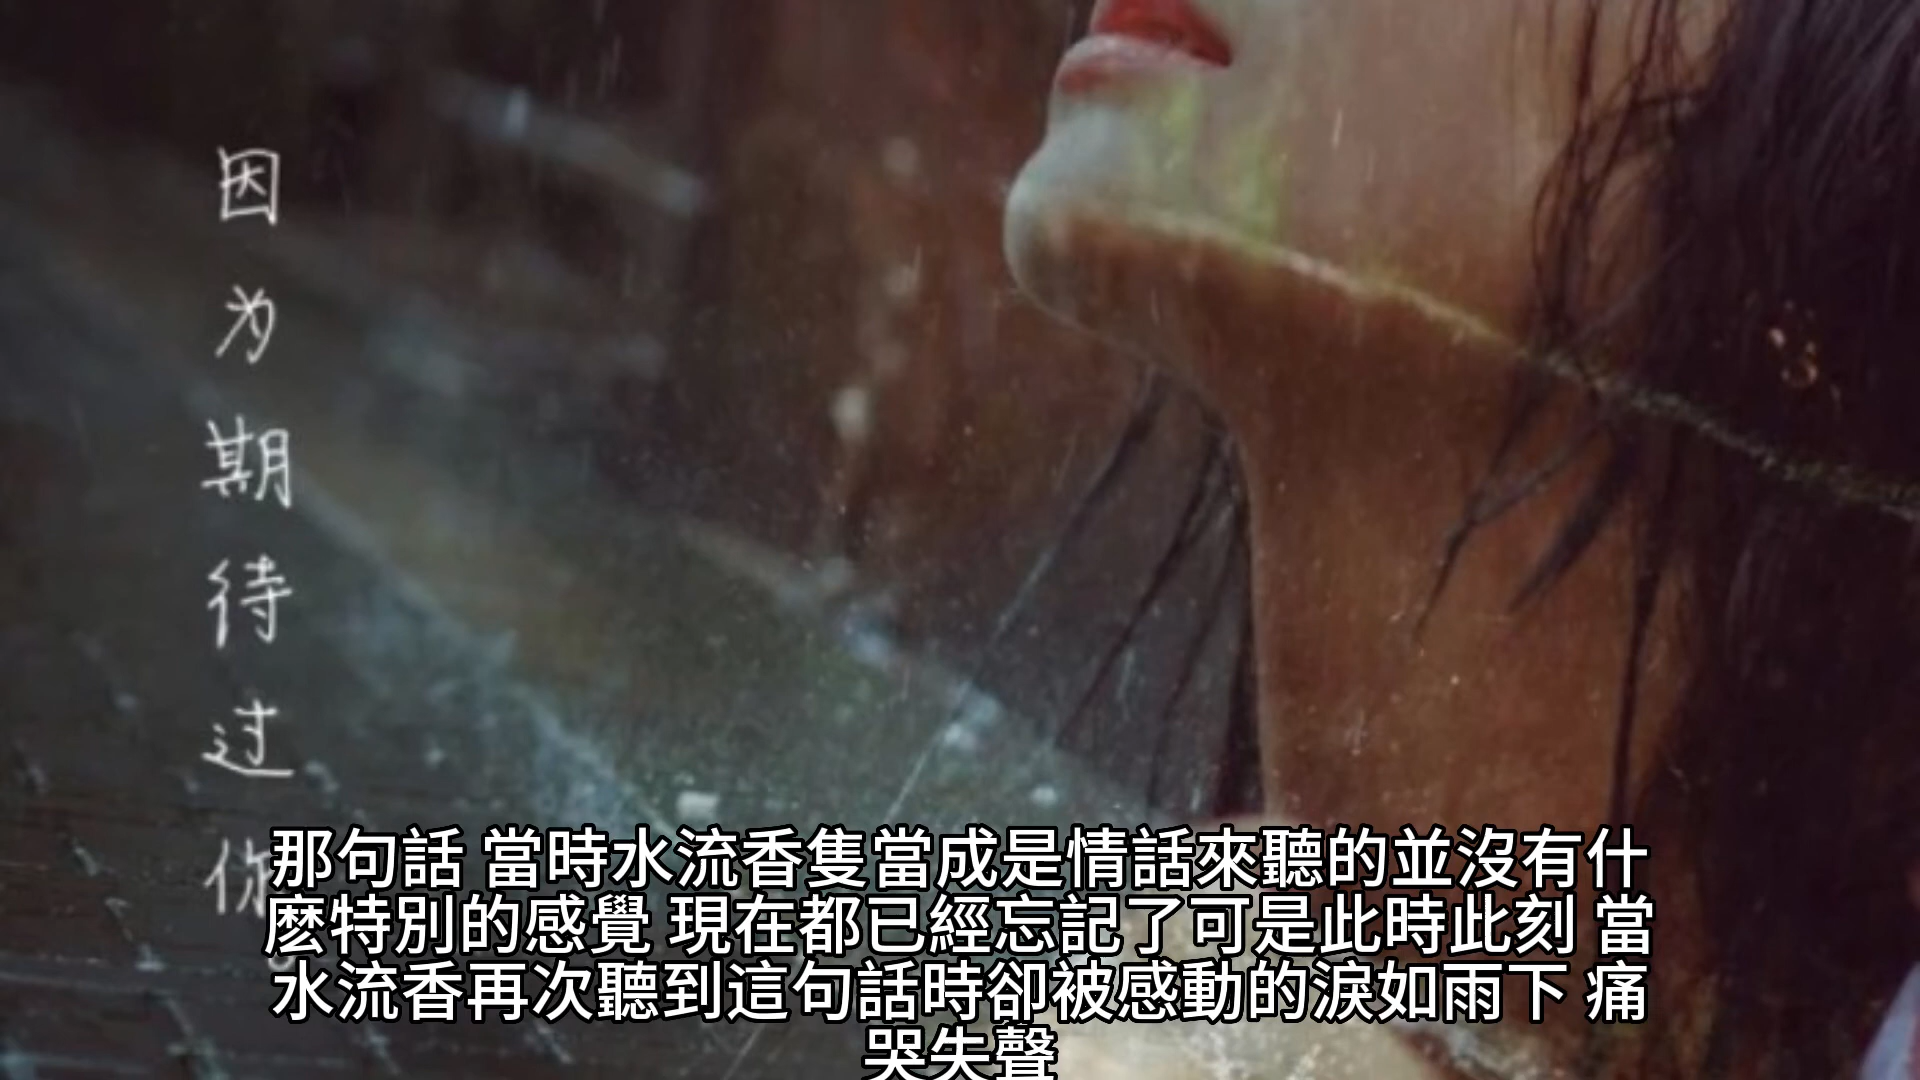 因为期待过你
那句話 當時水流香隻當成是情話來聽的並沒有什
麽特別的感覺 現在都已經忘記了可是此時此刻 當
水流香再次聽到這句話時卻被感動的淚如雨下 痛
哭失聲